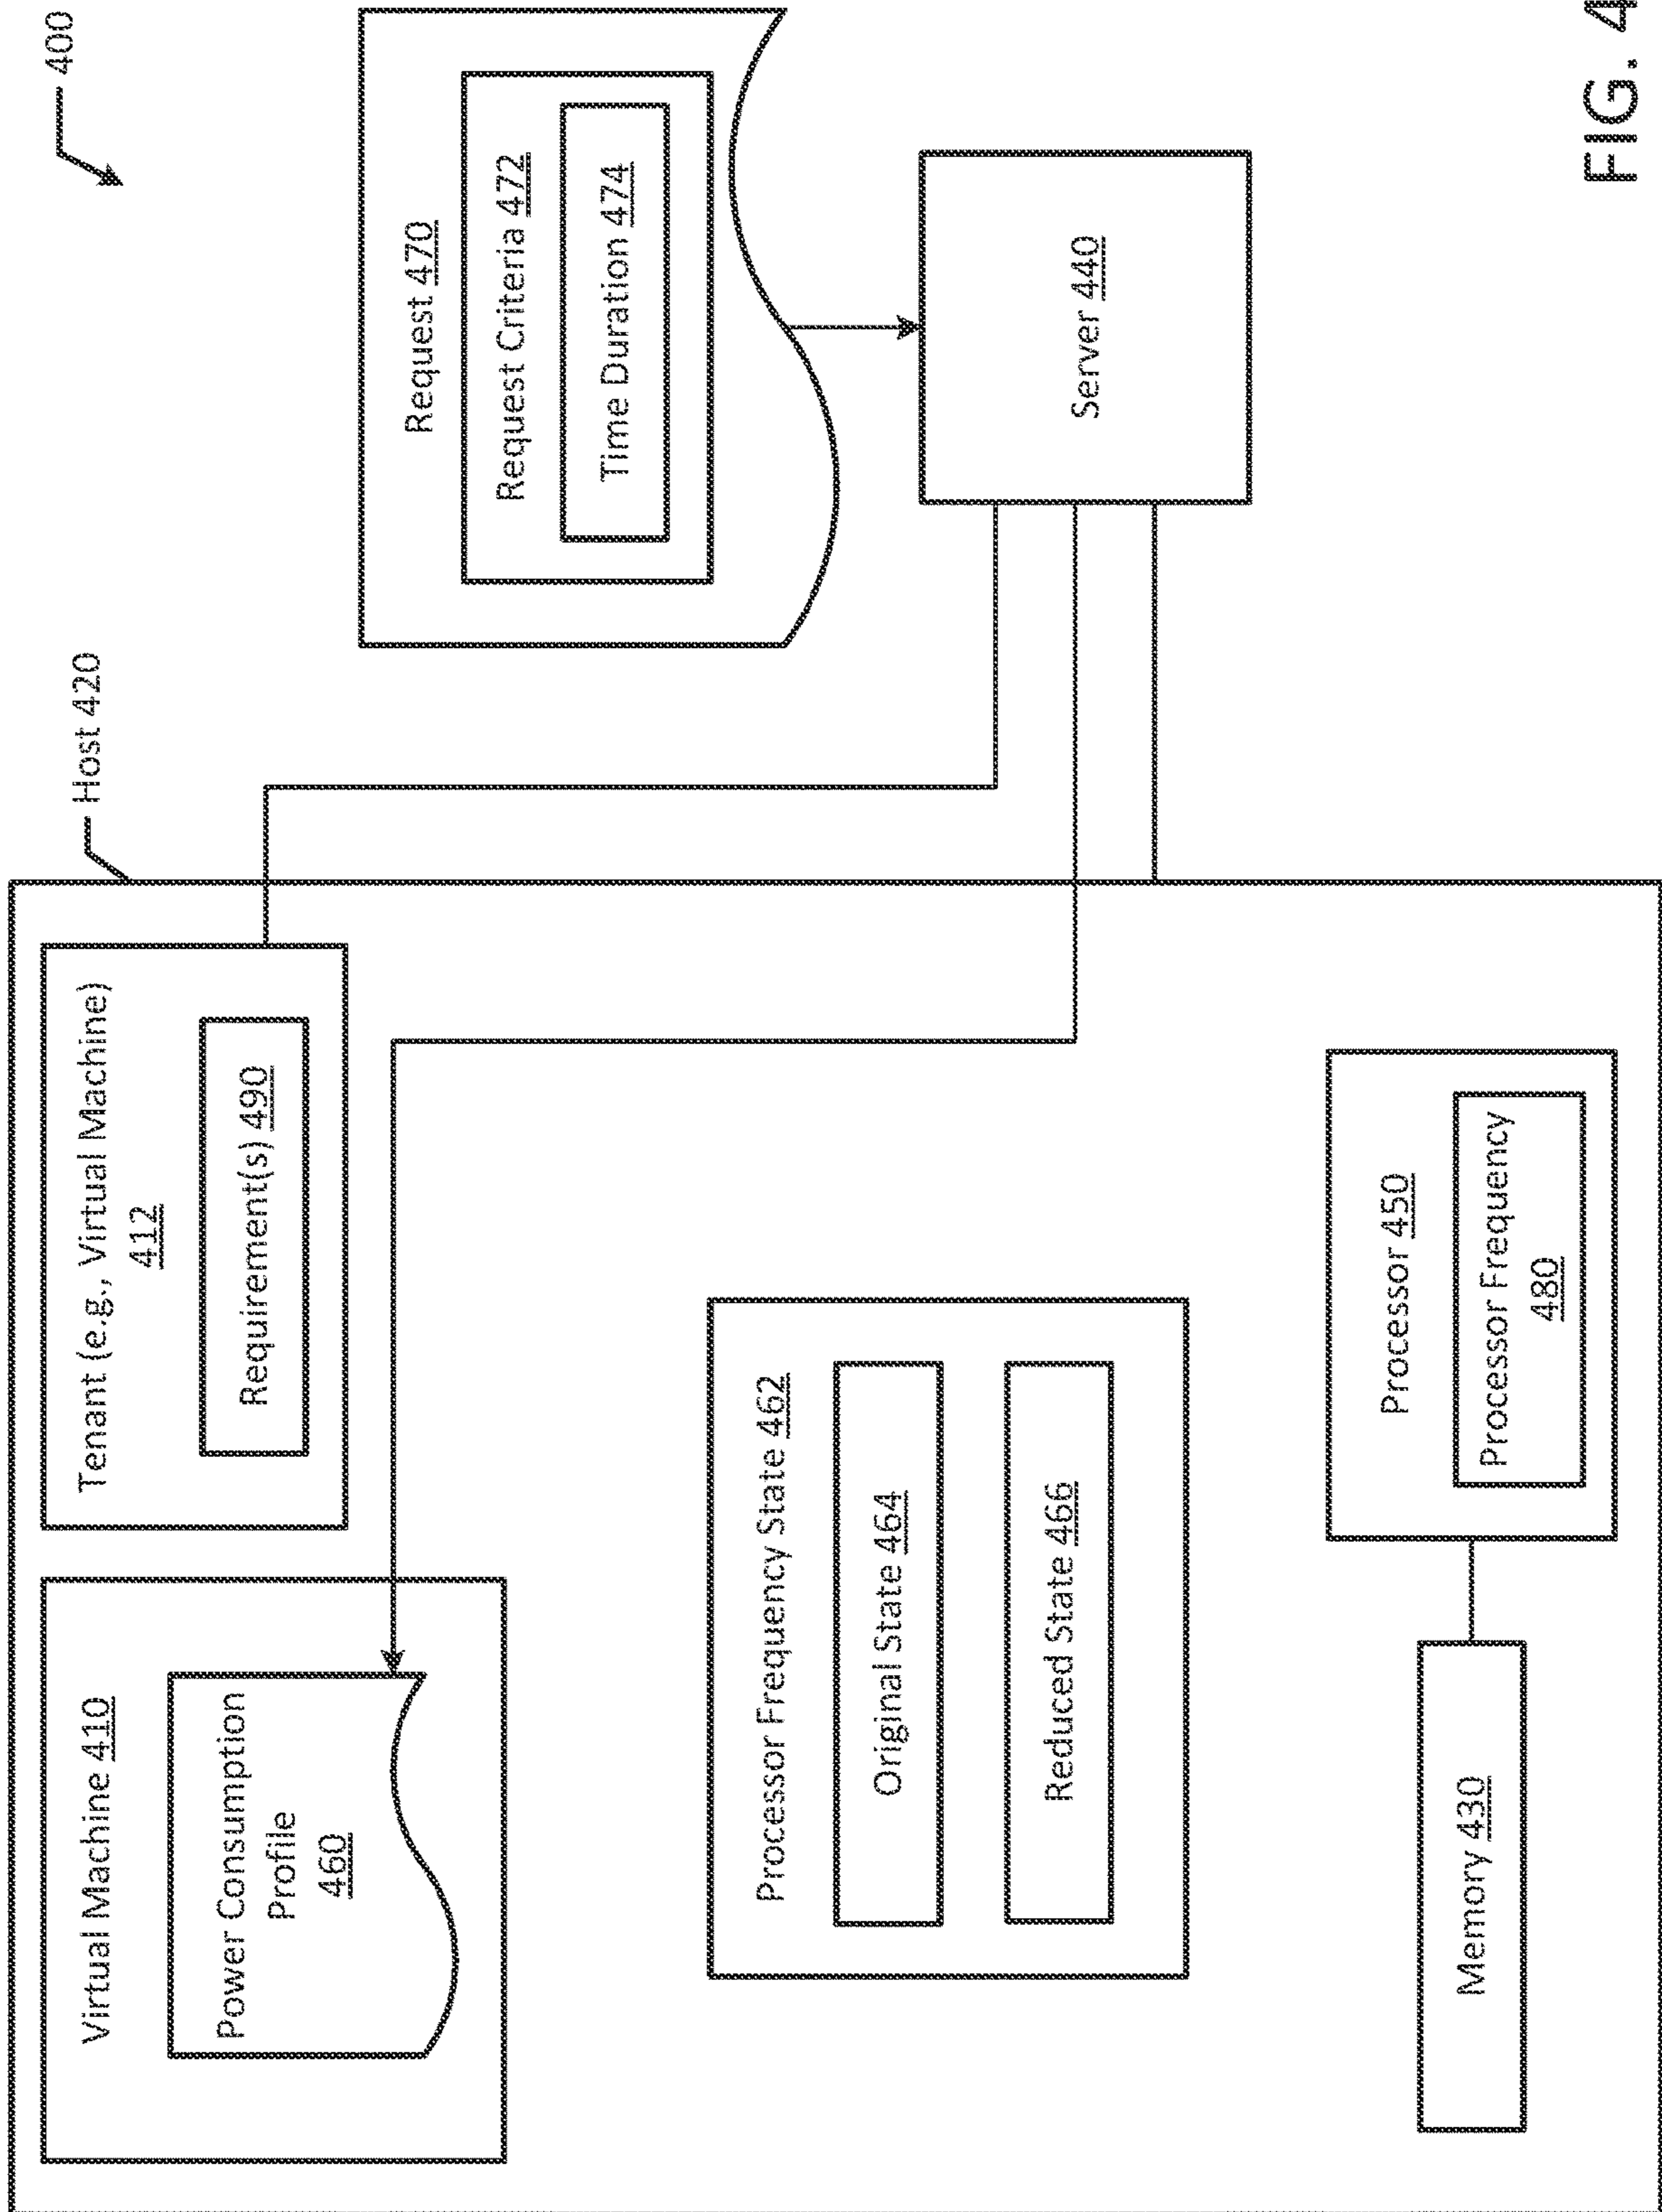 400
Host 420
Virtual Machine 410
Power Consumption
Profile
460
Tenant (e.g., Virtual Machine)
412
Requirement(s) 490
Request 470
Request Criteria 472
Time Duration 474
Processor Frequency State 462
Original State 464
Reduced State 466
Server 440
Memory 430
Processor 450
Processor Frequency
480
FIG. 4